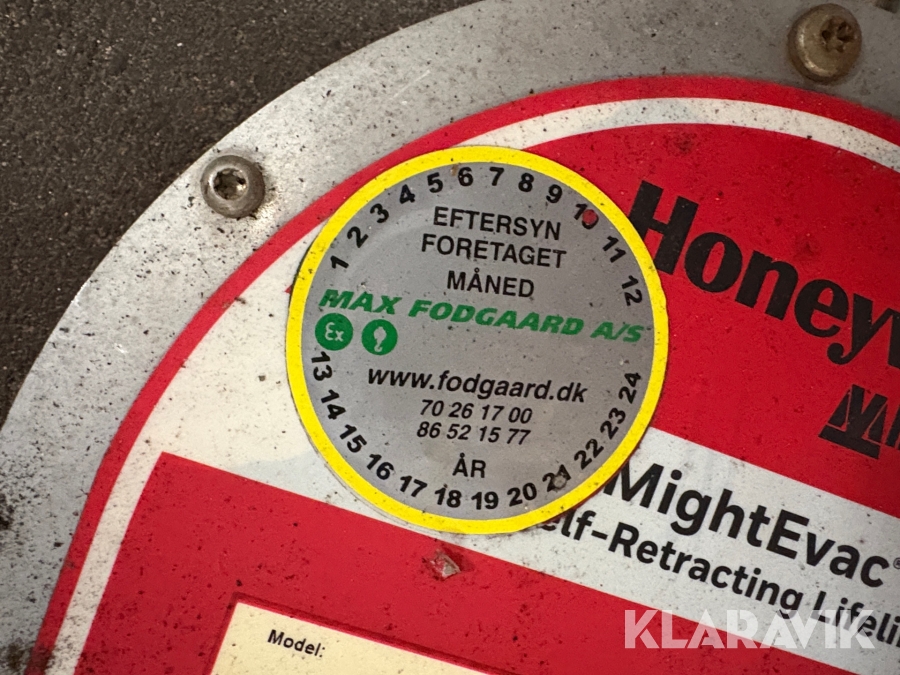 1 2 3 4 5 6 7 8 9 10 11 12
EFTERSYN
FORETAGET
MÅNED
MAX FODGAARD A/S
Ex
www.fodgaard.dk
70 26 17 00
86 52 15 77
ÅR
13 14 15 16 17 18 19 20 21 22 23 24
Honeyw
MightEvac®
elf-Retracting Lifeli
Model:
KLARAVIK